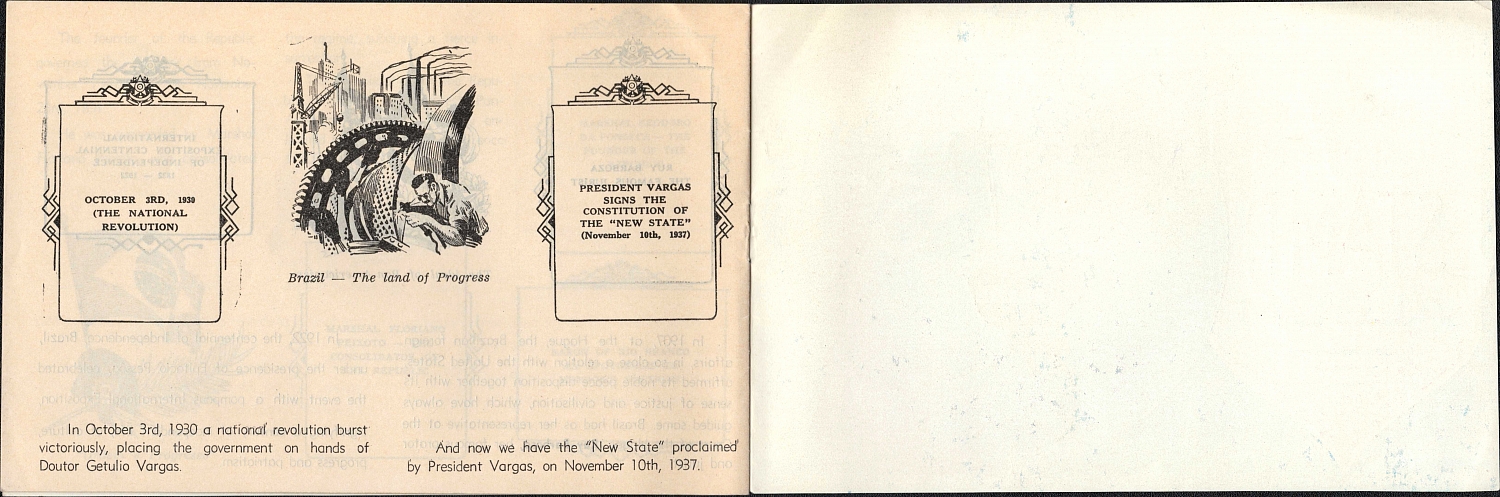 OCTOBER 3RD, 1930
(THE NATIONAL
REVOLUTION)
Brazil — The land of Progress
PRESIDENT VARGAS
SIGNS THE
CONSTITUTION OF
THE “NEW STATE”
(November 10th, 1937)
In October 3rd, 1930 a national revolution burst
victoriously, placing the government on hands of
Doutor Getulio Vargas.
And now we have the “New State” proclaimed
by President Vargas, on November 10th, 1937.